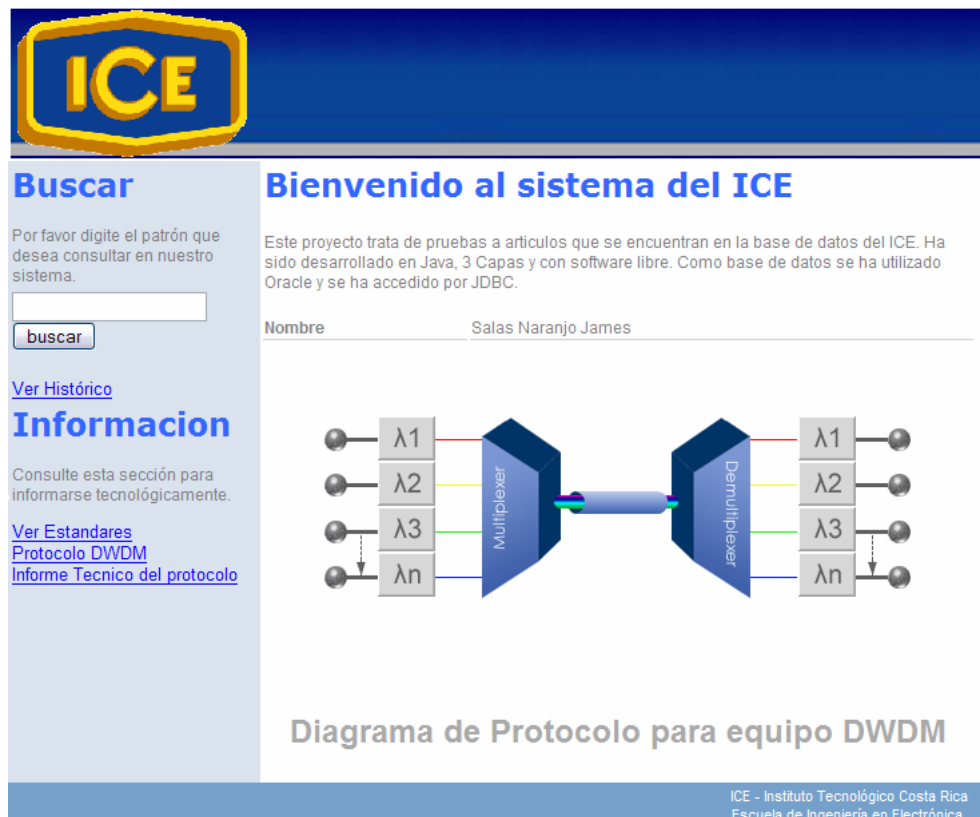 ICE
Buscar
Por favor digite el patrón que
desea consultar en nuestro
sistema.
buscar
Ver Histórico
Informacion
Consulte esta sección para
informarse tecnológicamente.
Ver Estandares
Protocolo DWDM
Informe Tecnico del protocolo
Bienvenido al sistema del ICE
Este proyecto trata de pruebas a articulos que se encuentran en la base de datos del ICE. Ha
sido desarrollado en Java, 3 Capas y con software libre. Como base de datos se ha utilizado
Oracle y se ha accedido por JDBC.
Nombre Salas Naranjo James
λ1
λ2
λ3
λn
Multiplexer
Demultiplexer
λ1
λ2
λ3
λn
Diagrama de Protocolo para equipo DWDM
ICE - Instituto Tecnológico Costa Rica
Escuela de Ingeniería en Electrónica